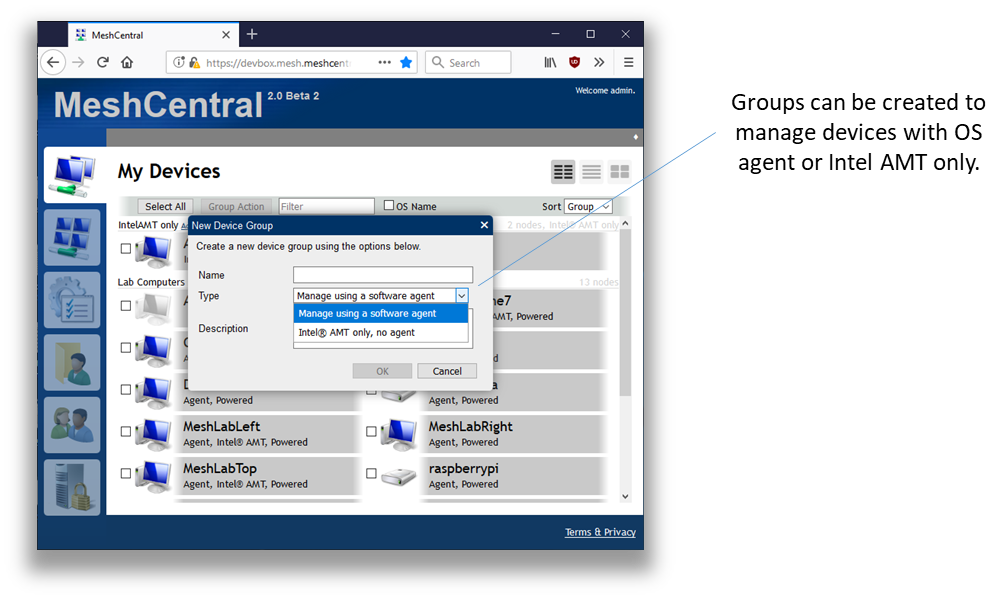 MeshCentral
https://devbox.mesh.meshcent
Search
MeshCentral 2.0 Beta 2
Welcome admin.
My Devices
Select All
Group Action
Filter
OS Name
Sort
Group
IntelAMT only
2 nodes, Intel® AMT only
Lab Computers
13 nodes
New Device Group
Create a new device group using the options below.
Name
Type
Manage using a software agent
Manage using a software agent
Intel® AMT only, no agent
Description
OK
Cancel
AMT, Powered
Agent, Powered
Agent, Powered
MeshLabLeft
Agent, Intel® AMT, Powered
MeshLabRight
Agent, Intel® AMT, Powered
MeshLabTop
Agent, Intel® AMT, Powered
raspberrypi
Agent, Powered
Terms & Privacy
Groups can be created to
manage devices with OS
agent or Intel AMT only.